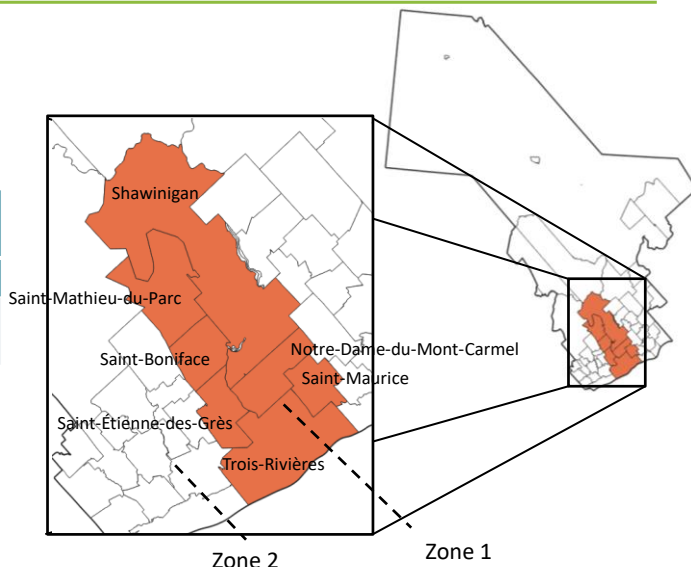 Shawinigan
Saint-Mathieu-du-Parc
Notre-Dame-du-Mont-Carmel
Saint-Boniface
Saint-Maurice
Saint-Étienne-des-Grès
Trois-Rivières
Zone 1
Zone 2